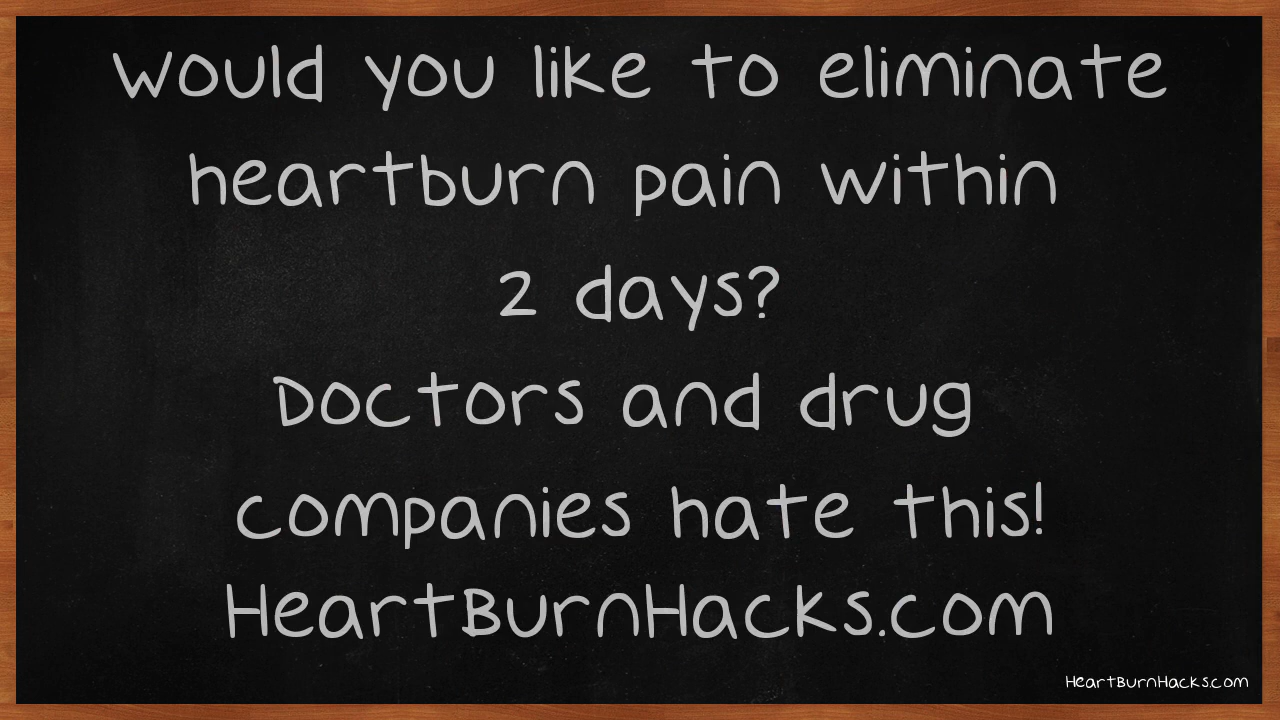 Would you like to eliminate
heartburn pain within
2 days?
Doctors and drug
companies hate this!
HeartBurnHacks.com
HeartBurnHacks.com